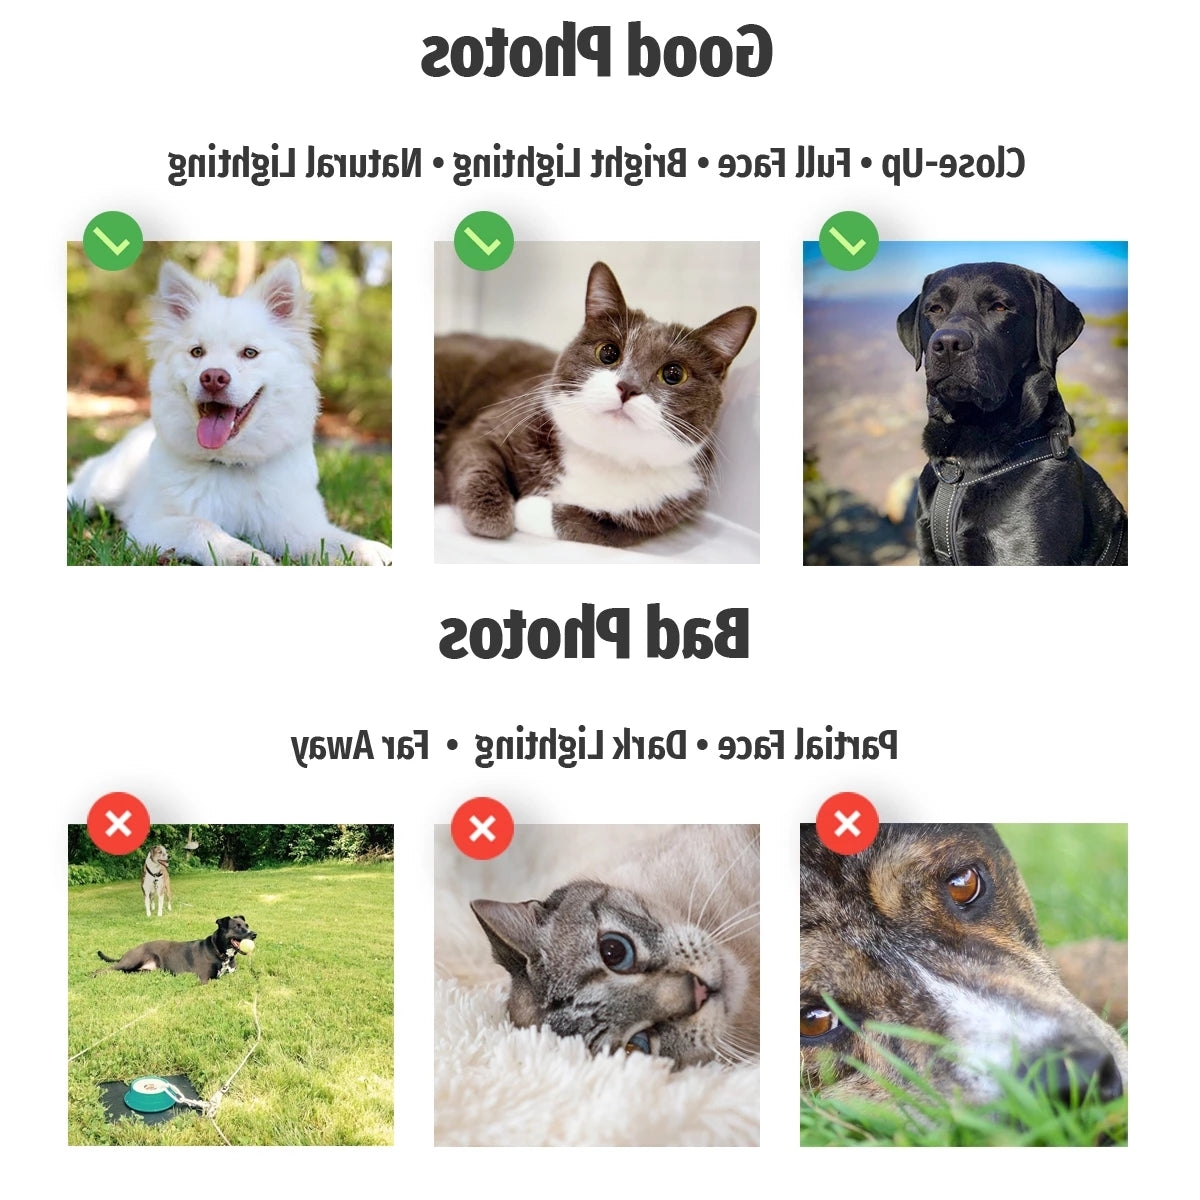 Good Photos
Close-Up • Full Face • Bright Lighting • Natural Lighting
Bad Photos
Partial Face • Dark Lighting • Far Away